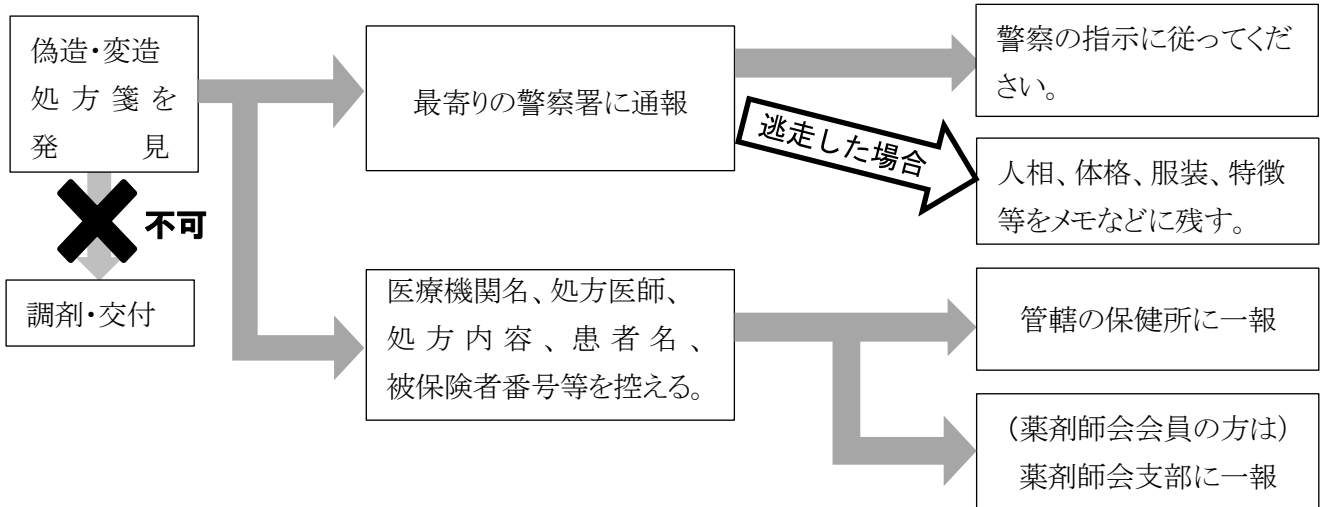 偽造・変造
処方箋を
発見
不可
調剤・交付
最寄りの警察署に通報
警察の指示に従ってくだ
さい。
逃走した場合
人相、体格、服装、特徴
等をメモなどに残す。
医療機関名、処方医師、
処方内容、患者名、
被保険者番号等を控える。
管轄の保健所に一報
(薬剤師会会員の方は)
薬剤師会支部に一報